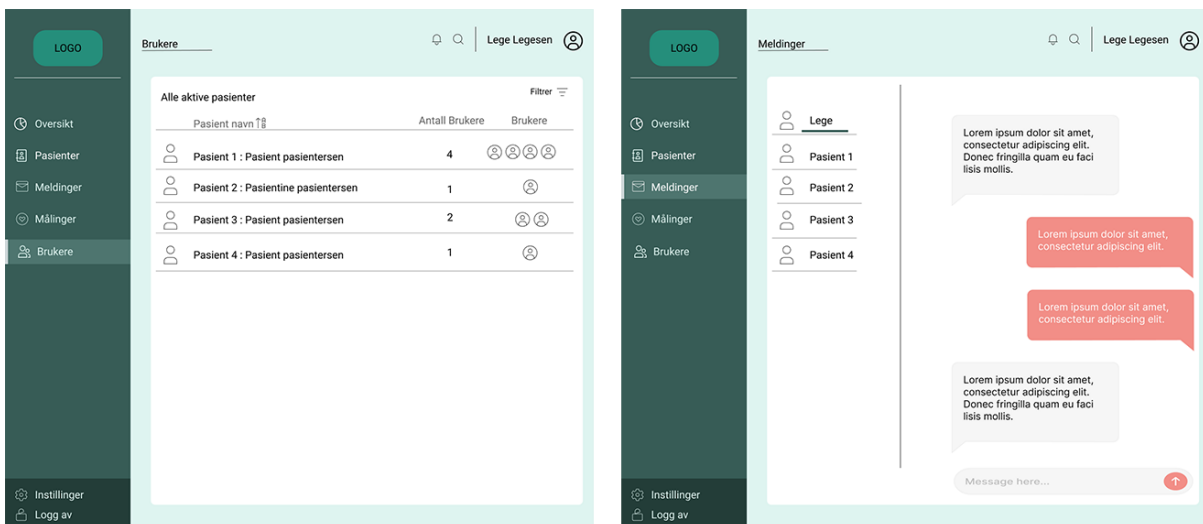 LOGO
Brukere
Lege Legesen
Oversikt
Pasienter
Meldinger
Målinger
Brukere
Instillinger
Logg av
Alle aktive pasienter
Filtrer
Pasient navn Antall Brukere Brukere
Pasient 1 : Pasient pasientersen 4
Pasient 2 : Pasientine pasientersen 1
Pasient 3 : Pasient pasientersen 2
Pasient 4 : Pasient pasientersen 1
LOGO
Meldinger
Lege Legesen
Oversikt
Pasienter
Meldinger
Målinger
Brukere
Instillinger
Logg av
Lege
Pasient 1
Pasient 2
Pasient 3
Pasient 4
Lorem ipsum dolor sit amet,
consectetur adipiscing elit.
Donec fringilla quam eu faci
lisis mollis.
Lorem ipsum dolor sit amet,
consectetur adipiscing elit.
Lorem ipsum dolor sit amet,
consectetur adipiscing elit.
Lorem ipsum dolor sit amet,
consectetur adipiscing elit.
Donec fringilla quam eu faci
lisis mollis.
Message here...